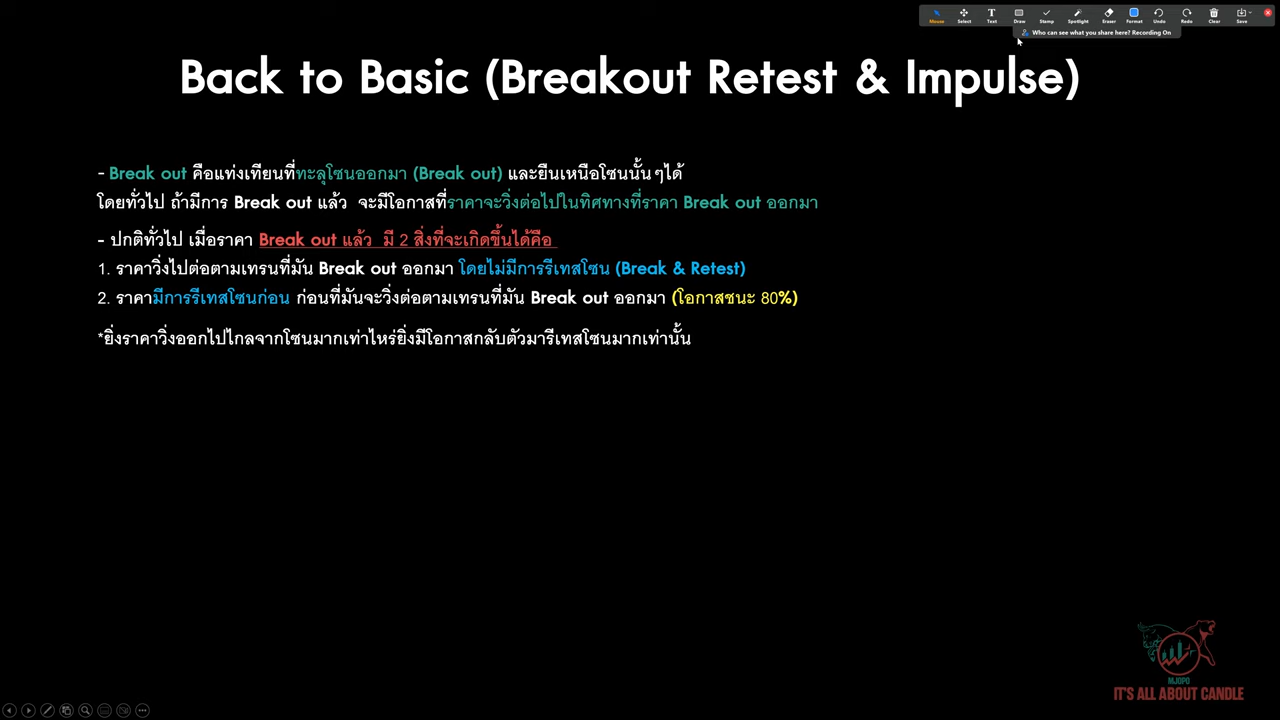 Mouse Select Text Draw Stamp Spotlight Eraser Format Undo Redo Clear Save
Who can see what you share here? Recording On
Back to Basic (Breakout Retest & Impulse)
- Break out คือแท่งเทียนที่ทะลุโซนออกมา (Break out) และยืนเหนือโซนนั้นๆได้
โดยทั่วไป ถ้ามีการ Break out แล้ว จะมีโอกาสที่ราคาจะวิ่งต่อไปในทิศทางที่ราคา Break out ออกมา
- ปกติทั่วไป เมื่อราคา Break out แล้ว มี 2 สิ่งที่จะเกิดขึ้นได้คือ
1. ราคาวิ่งไปต่อตามเทรนที่มัน Break out ออกมา โดยไม่มีการรีเทสโซน (Break & Retest)
2. ราคามีการรีเทสโซนก่อน ก่อนที่มันจะวิ่งต่อตามเทรนที่มัน Break out ออกมา (โอกาสชนะ 80%)
*ยิ่งราคาวิ่งออกไปไกลจากโซนมากเท่าไหร่ยิ่งมีโอกาสกลับตัวมารีเทสโซนมากเท่านั้น
MJOPO
IT'S ALL ABOUT CANDLE